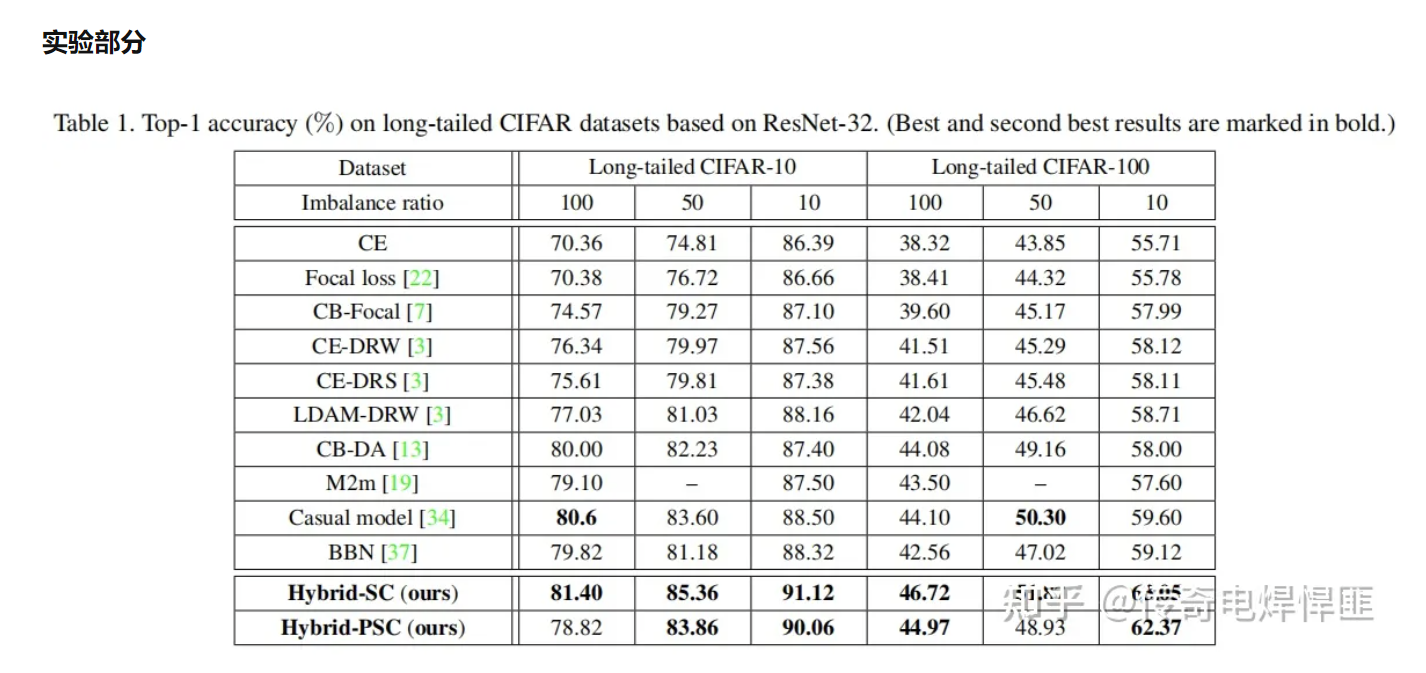 实验部分
Table 1. Top-1 accuracy (%) on long-tailed CIFAR datasets based on ResNet-32. (Best and second best results are marked in bold.)
Dataset Long-tailed CIFAR-10 Long-tailed CIFAR-100
Imbalance ratio 100 50 10 100 50 10
CE 70.36 74.81 86.39 38.32 43.85 55.71
Focal loss [22] 70.38 76.72 86.66 38.41 44.32 55.78
CB-Focal [7] 74.57 79.27 87.10 39.60 45.17 57.99
CE-DRW [3] 76.34 79.97 87.56 41.51 45.29 58.12
CE-DRS [3] 75.61 79.81 87.38 41.61 45.48 58.11
LDAM-DRW [3] 77.03 81.03 88.16 42.04 46.62 58.71
CB-DA [13] 80.00 82.23 87.40 44.08 49.16 58.00
M2m [19] 79.10 – 87.50 43.50 – 57.60
Casual model [34] 80.6 83.60 88.50 44.10 50.30 59.60
BBN [37] 79.82 81.18 88.32 42.56 47.02 59.12
Hybrid-SC (ours) 81.40 85.36 91.12 46.72
Hybrid-PSC (ours) 78.82 83.86 90.06 44.97 48.93 62.37
知乎 @传奇电焊悍匪